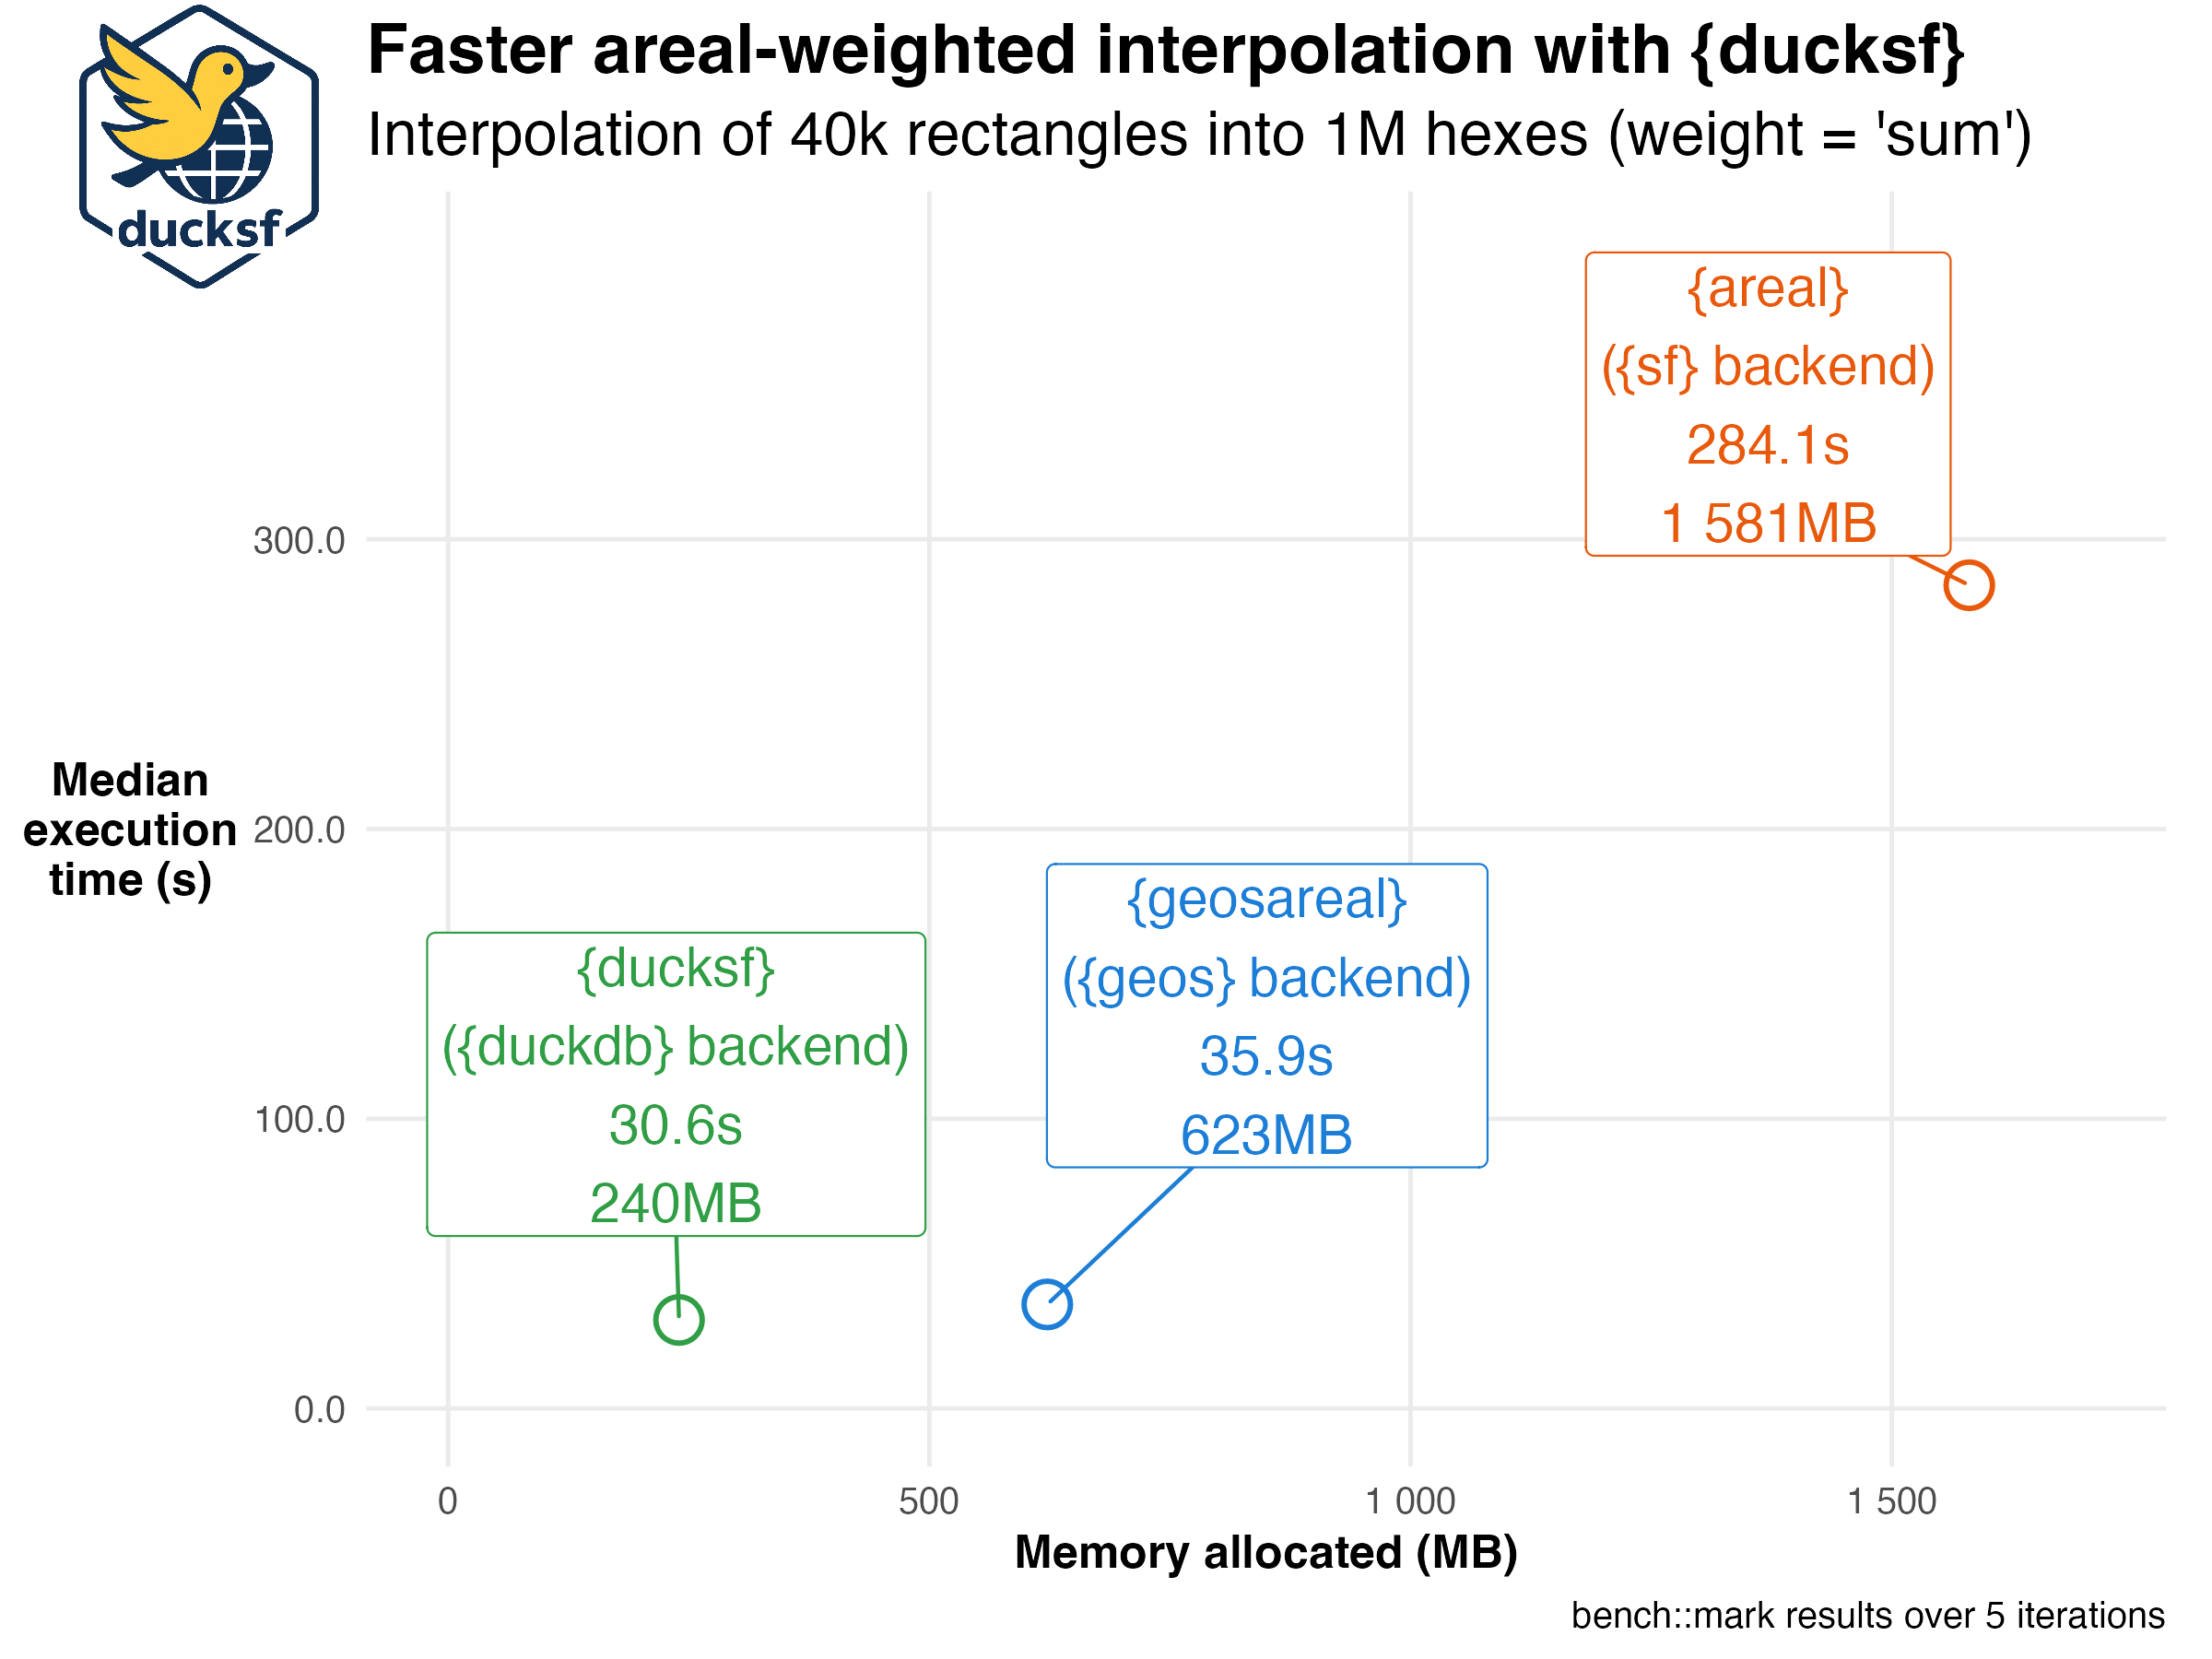 ducksf
Faster areal-weighted interpolation with {ducksf}
Interpolation of 40k rectangles into 1M hexes (weight = 'sum')
{areal}
({sf} backend)
284.1s
1 581MB
{geosareal}
({geos} backend)
35.9s
623MB
{ducksf}
({duckdb} backend)
30.6s
240MB
Median
execution
time (s)
300.0
200.0
100.0
0.0
0
500
1 000
1 500
Memory allocated (MB)
bench::mark results over 5 iterations